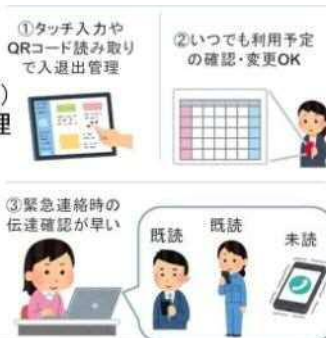 ①タッチ入力や
QRコード読み取り
で入退出管理
)
理
②いつでも利用予定
の確認・変更OK
③緊急連絡時の
伝達確認が早い
既読
既読
未読